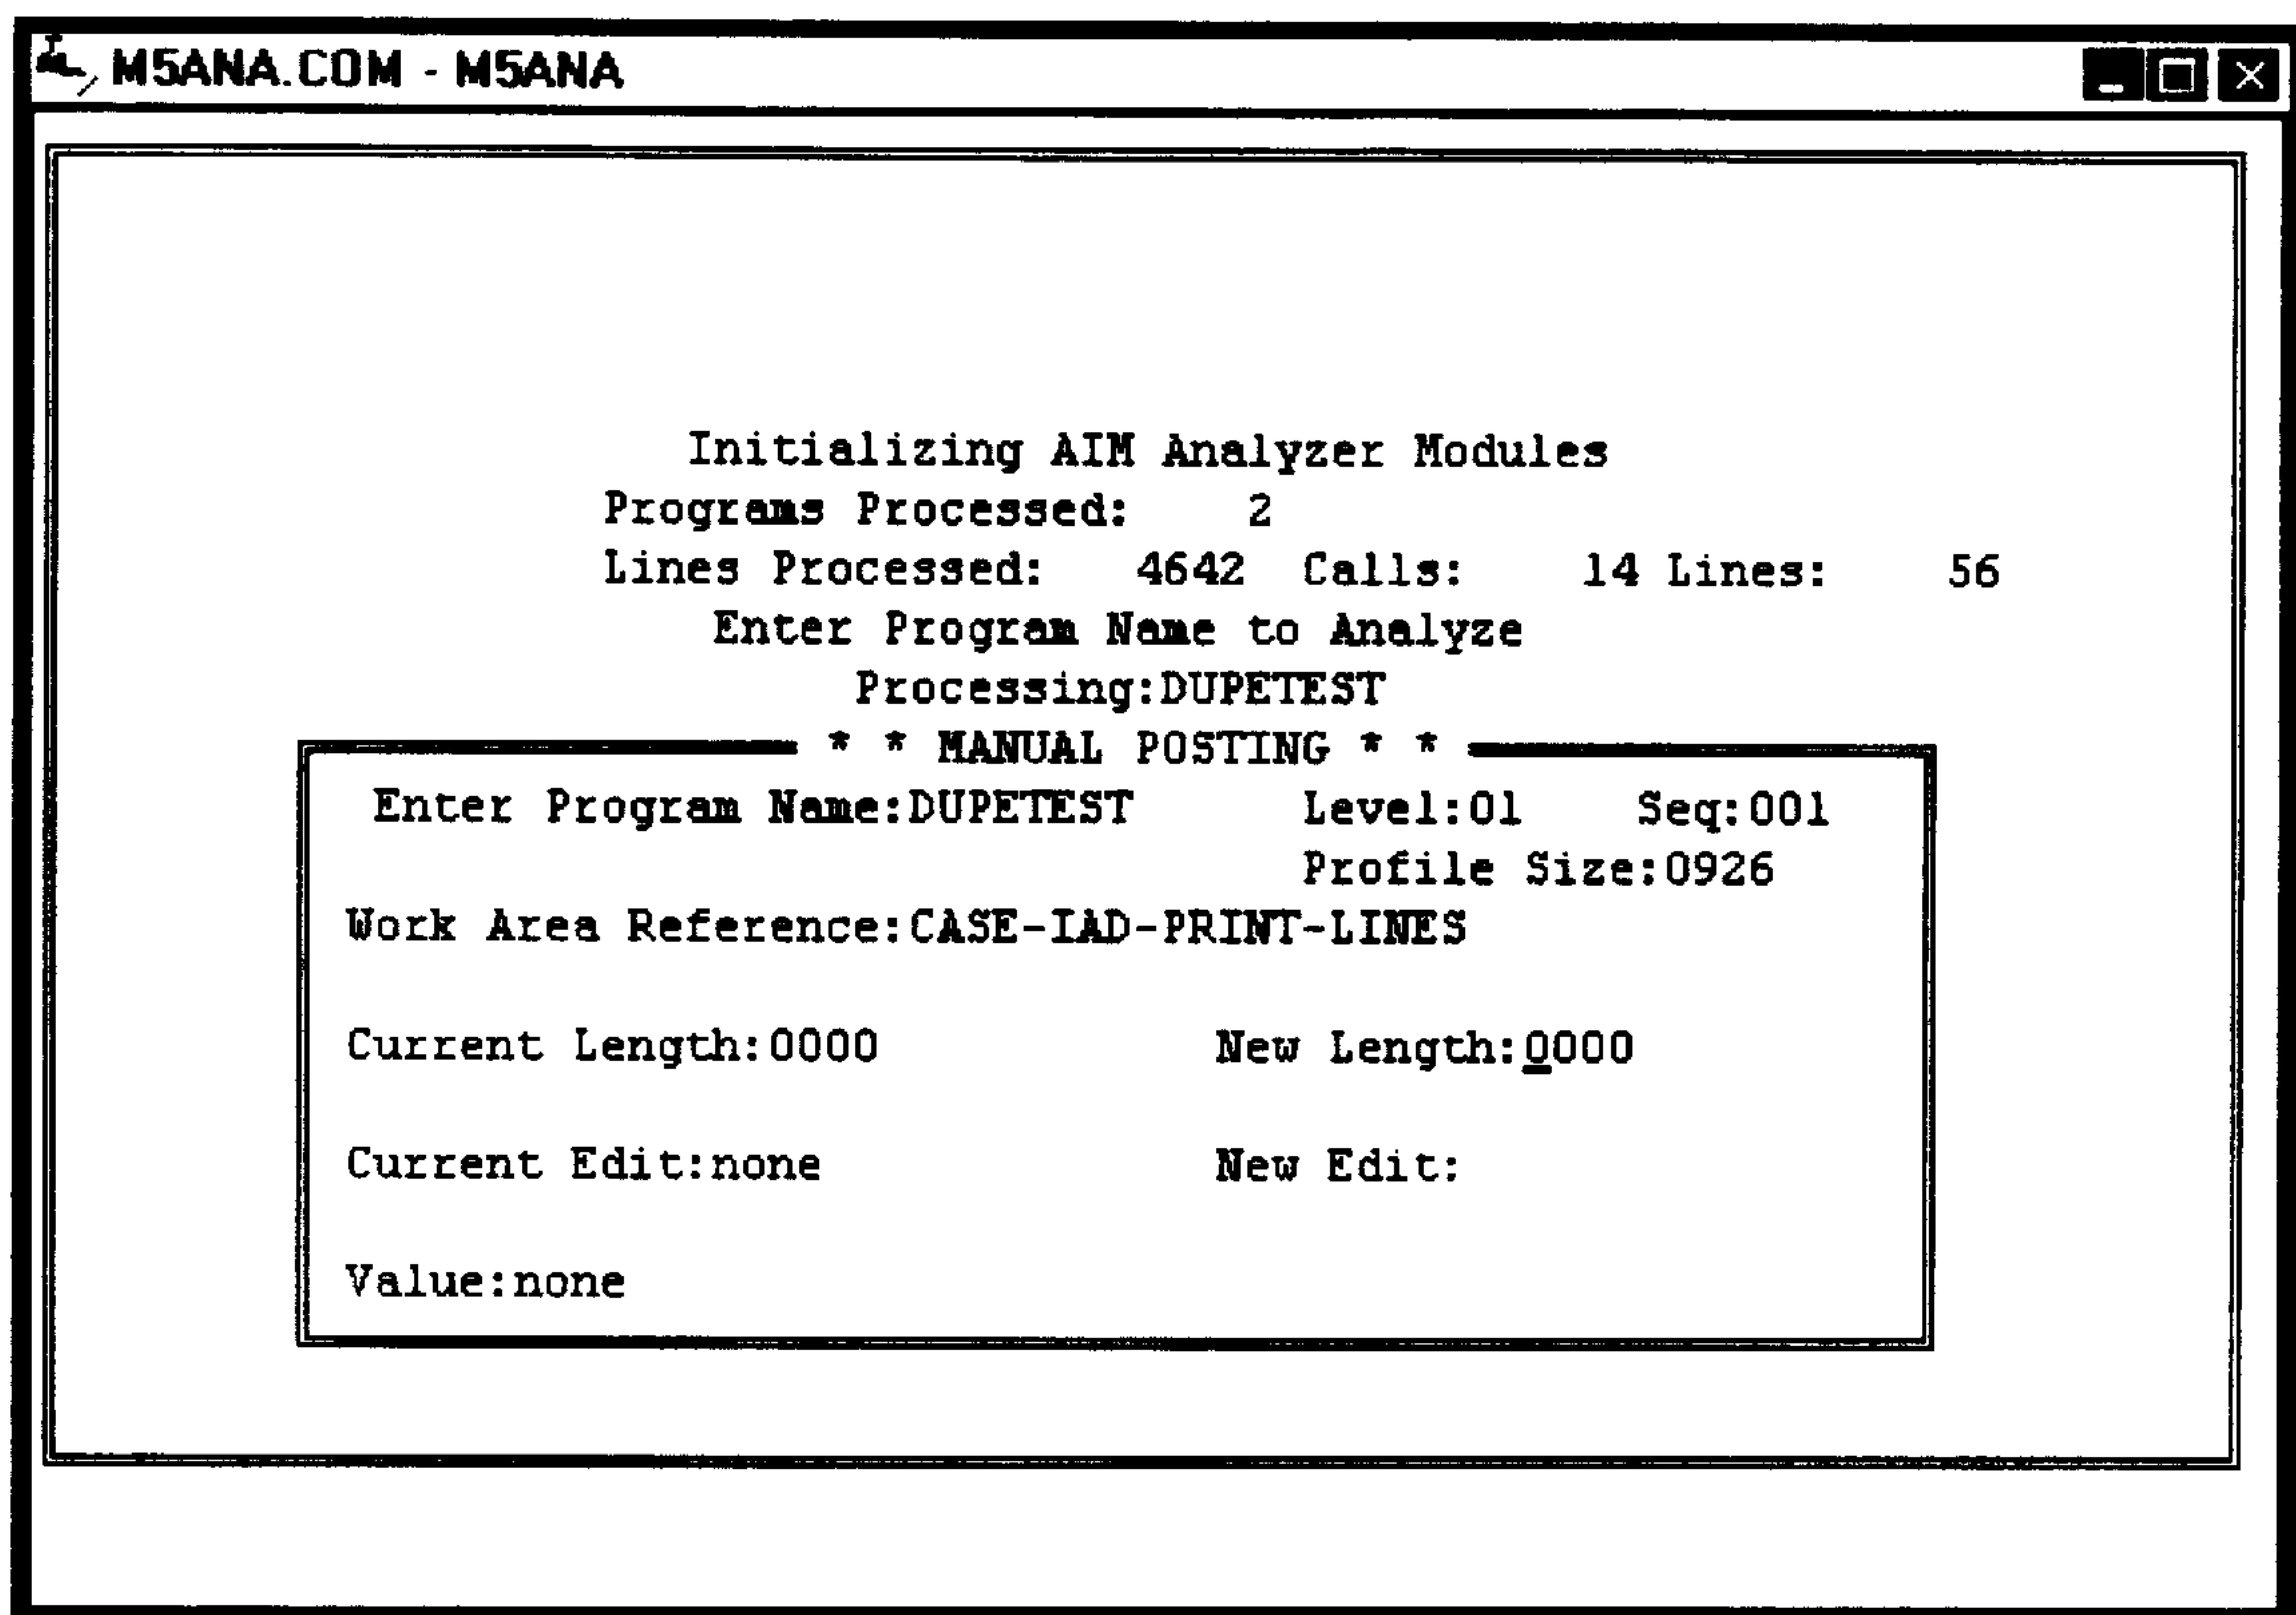 M5ANA.COM - M5ANA
Initializing AIM Analyzer Modules
Programs Processed: 2
Lines Processed: 4642 Calls: 14 Lines: 56
Enter Program Name to Analyze
Processing:DUPETEST
* * MANUAL POSTING * *
Enter Program Name:DUPETEST Level:01 Seq:001
Profile Size:0926
Work Area Reference:CASE-IAD-PRINT-LINES
Current Length:0000 New Length:0000
Current Edit:none New Edit:
Value:none